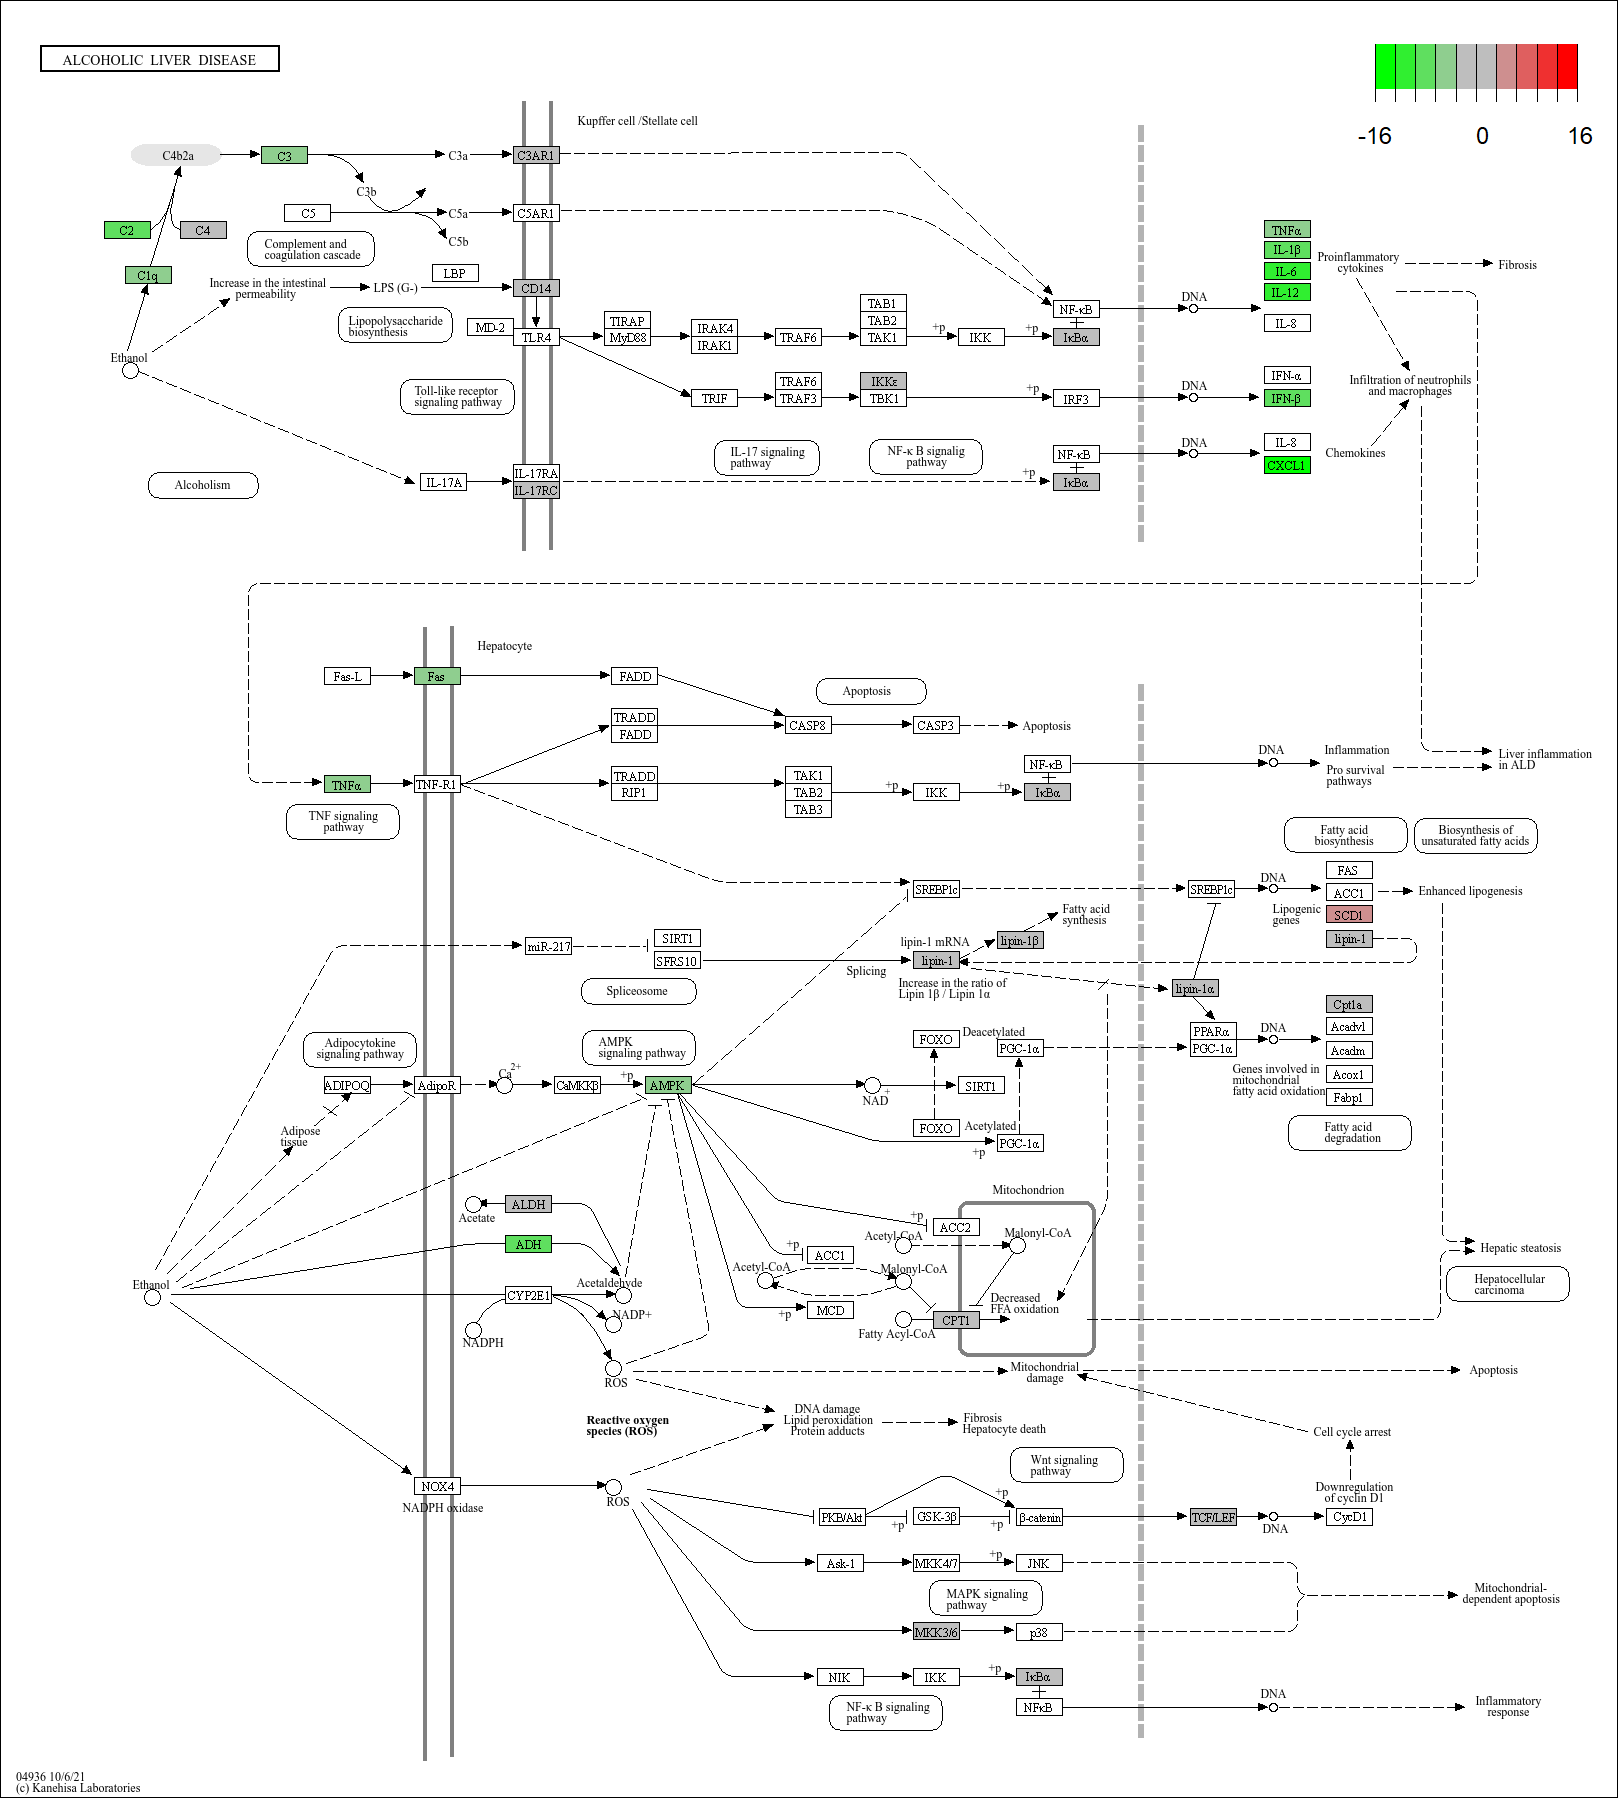 ALCOHOLIC LIVER DISEASE
-16 0 16
Kupffer cell /Stellate cell
C4b2a
C3
C3a
C3AR1
C3b
C5
C5a
C5AR1
C5b
C2
C4
C1q
Complement and
coagulation cascade
LBP
Increase in the intestinal
permeability
LPS (G-)
CD14
Lipopolysaccharide
biosynthesis
MD-2
TLR4
TIRAP
MyD88
IRAK4
IRAK1
TRAF6
TAB1
TAB2
TAK1
+p
IKK
+p
NF-κB
IκBα
DNA
TNFα
IL-1β
IL-6
IL-12
IL-8
Proinflammatory
cytokines
Fibrosis
Ethanol
Toll-like receptor
signaling pathway
TRIF
TRAF6
TRAF3
IKKε
TBK1
+p
IRF3
DNA
IFN-α
IFN-β
Infiltration of neutrophils
and macrophages
Alcoholism
IL-17A
IL-17RA
IL-17RC
IL-17 signaling
pathway
NF-κ B signalig
pathway
+p
NF-κB
IκBα
DNA
IL-8
CXCL1
Chemokines
Hepatocyte
Fas-L
Fas
FADD
Apoptosis
TRADD
FADD
CASP8
CASP3
Apoptosis
TNFα
TNF-R1
TRADD
RIP1
TAK1
TAB2
TAB3
+p
IKK
+p
NF-κB
IκBα
DNA
Inflammation
Pro survival
pathways
Liver inflammation
in ALD
TNF signaling
pathway
Fatty acid
biosynthesis
Biosynthesis of
unsaturated fatty acids
SREBP1c
SREBP1c
DNA
FAS
ACC1
SCD1
lipin-1
Lipogenic
genes
Enhanced lipogenesis
miR-217
SIRT1
SFRS10
Splicing
lipin-1 mRNA
lipin-1
lipin-1β
Fatty acid
synthesis
Increase in the ratio of
Lipin 1β / Lipin 1α
lipin-1α
Spliceosome
Adipocytokine
signaling pathway
AMPK
signaling pathway
FOXO
Deacetylated
PGC-1α
PPARα
PGC-1α
DNA
Cpt1a
Acadvl
Acadm
Acox1
Fabp1
Genes involved in
mitochondrial
fatty acid oxidation
Fatty acid
degradation
ADIPOQ
AdipoR
Ca2+
CaMKKβ
+p
AMPK
NAD+
SIRT1
FOXO
Acetylated
PGC-1α
+p
Adipose
tissue
Acetate
ALDH
ADH
Ethanol
CYP2E1
Acetaldehyde
NADP+
NADPH
ROS
Mitochondrion
+p
ACC2
Acetyl-CoA
Malonyl-CoA
+p
ACC1
Acetyl-CoA
Malonyl-CoA
+p
MCD
Fatty Acyl-CoA
CPT1
Decreased
FFA oxidation
Hepatic steatosis
Hepatocellular
carcinoma
Mitochondrial
damage
Apoptosis
Reactive oxygen
species (ROS)
DNA damage
Lipid peroxidation
Protein adducts
Fibrosis
Hepatocyte death
Cell cycle arrest
Wnt signaling
pathway
NOX4
NADPH oxidase
ROS
PKB/Akt
+p
GSK-3β
+p
+p
β-catenin
TCF/LEF
DNA
CycD1
Downregulation
of cyclin D1
Ask-1
MKK4/7
+p
JNK
MAPK signaling
pathway
MKK3/6
p38
Mitochondrial-
dependent apoptosis
NIK
IKK
+p
IκBα
NFκB
NF-κ B signaling
pathway
DNA
Inflammatory
response
04936 10/6/21
(c) Kanehisa Laboratories